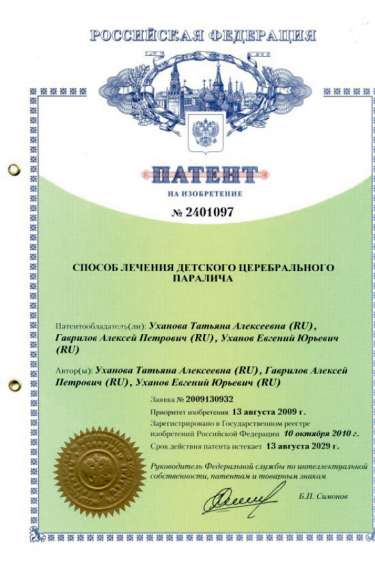 РОССИЙСКАЯ ФЕДЕРАЦИЯ
ПАТЕНТ
НА ИЗОБРЕТЕНИЕ
№ 2401097
СПОСОБ ЛЕЧЕНИЯ ДЕТСКОГО ЦЕРЕБРАЛЬНОГО
ПАРАЛИЧА
Патентообладатель(ли): Уханова Татьяна Алексеевна (RU),
Гаврилов Алексей Петрович (RU), Уханов Евгений Юрьевич
(RU)
Автор(ы): Уханова Татьяна Алексеевна (RU), Гаврилов Алексей
Петрович (RU), Уханов Евгений Юрьевич (RU)
Заявка № 2009130932
Приоритет изобретения 13 августа 2009 г.
Зарегистрировано в Государственном реестре
изобретений Российской Федерации 10 октября 2010 г.
Срок действия патента истекает 13 августа 2029 г.
Руководитель Федеральной службы по интеллектуальной
собственности, патентам и товарным знакам
Б.П. Симонов